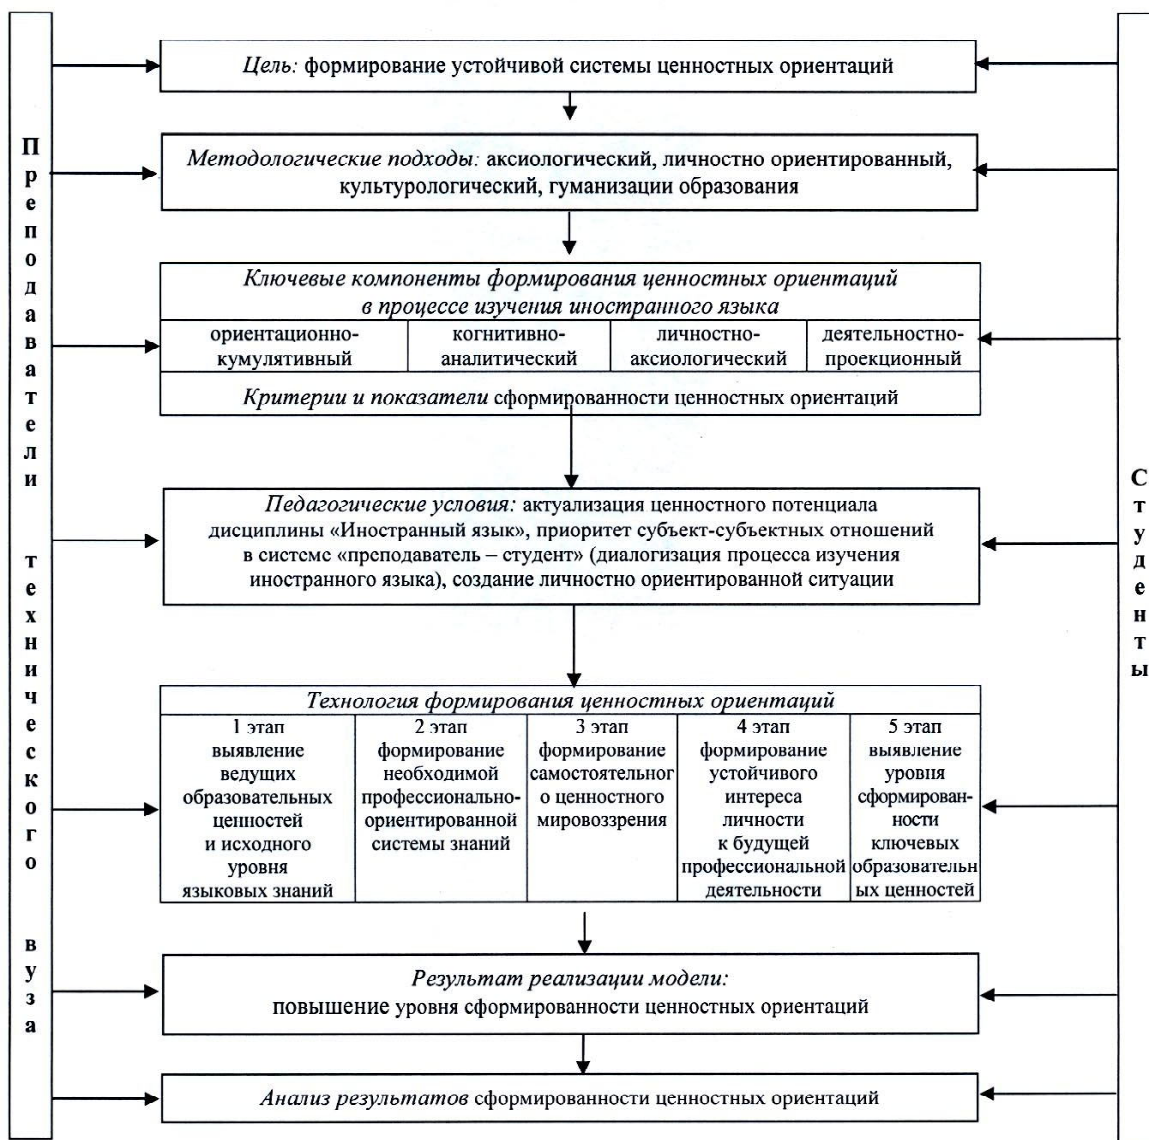 Преподаватели технического вуза
Цель: формирование устойчивой системы ценностных ориентаций
Методологические подходы: аксиологический, личностно ориентированный,
культурологический, гуманизации образования
Ключевые компоненты формирования ценностных ориентаций
в процессе изучения иностранного языка
ориентационно-
кумулятивный
когнитивно-
аналитический
личностно-
аксиологический
деятельностно-
проекционный
Критерии и показатели сформированности ценностных ориентаций
Педагогические условия: актуализация ценностного потенциала
дисциплины «Иностранный язык», приоритет субъект-субъектных отношений
в системе «преподаватель – студент» (диалогизация процесса изучения
иностранного языка), создание личностно ориентированной ситуации
Технология формирования ценностных ориентаций
1 этап
выявление
ведущих
образовательных
ценностей
и исходного
уровня
языковых знаний
2 этап
формирование
необходимой
профессионально-
ориентированной
системы знаний
3 этап
формирование
самостоятельног
о ценностного
мировоззрения
4 этап
формирование
устойчивого
интереса
личности
к будущей
профессиональной
деятельности
5 этап
выявление
уровня
сформирован-
ности
ключевых
образовательн
ых ценностей
Результат реализации модели:
повышение уровня сформированности ценностных ориентаций
Анализ результатов сформированности ценностных ориентаций
Студенты